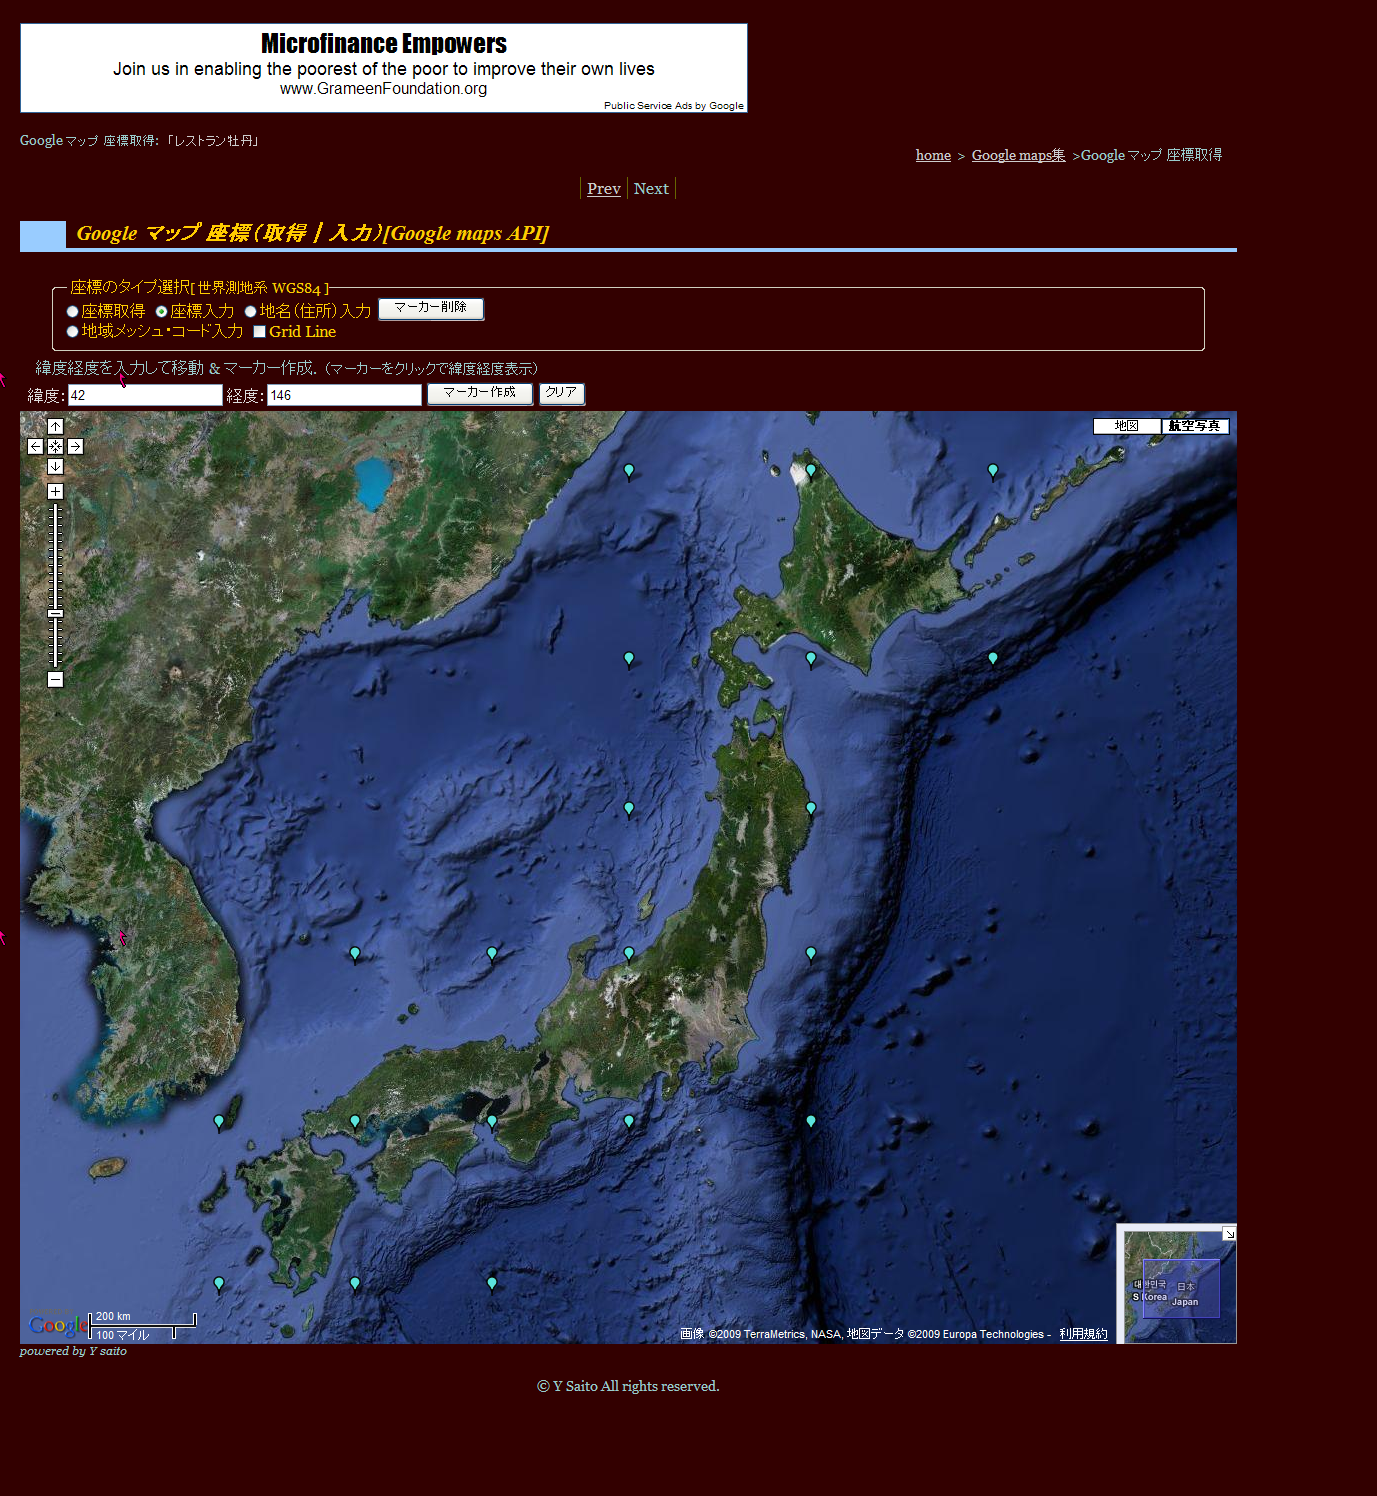 Microfinance Empowers
Join us in enabling the poorest of the poor to improve their own lives
www.GrameenFoundation.org
Public Service Ads by Google
Google マップ 座標取得: 「レストラン牡丹」
home > Google maps集 >Google マップ 座標取得
Prev Next
Google マップ 座標(取得 | 入力)[Google maps API]
座標のタイプ選択[ 世界測地系 WGS84 ]
座標取得 座標入力 地名(住所)入力 マーカー削除
地域メッシュ・コード入力 Grid Line
緯度経度を入力して移動 & マーカー作成. (マーカーをクリックで緯度経度表示)
緯度: 42 経度: 146 マーカー作成 クリア
地図 航空写真
대한민국
S Korea
日本
Japan
200 km
Google
100 マイル
画像 ©2009 TerraMetrics, NASA, 地図データ ©2009 Europa Technologies - 利用規約
powered by Y saito
© Y Saito All rights reserved.